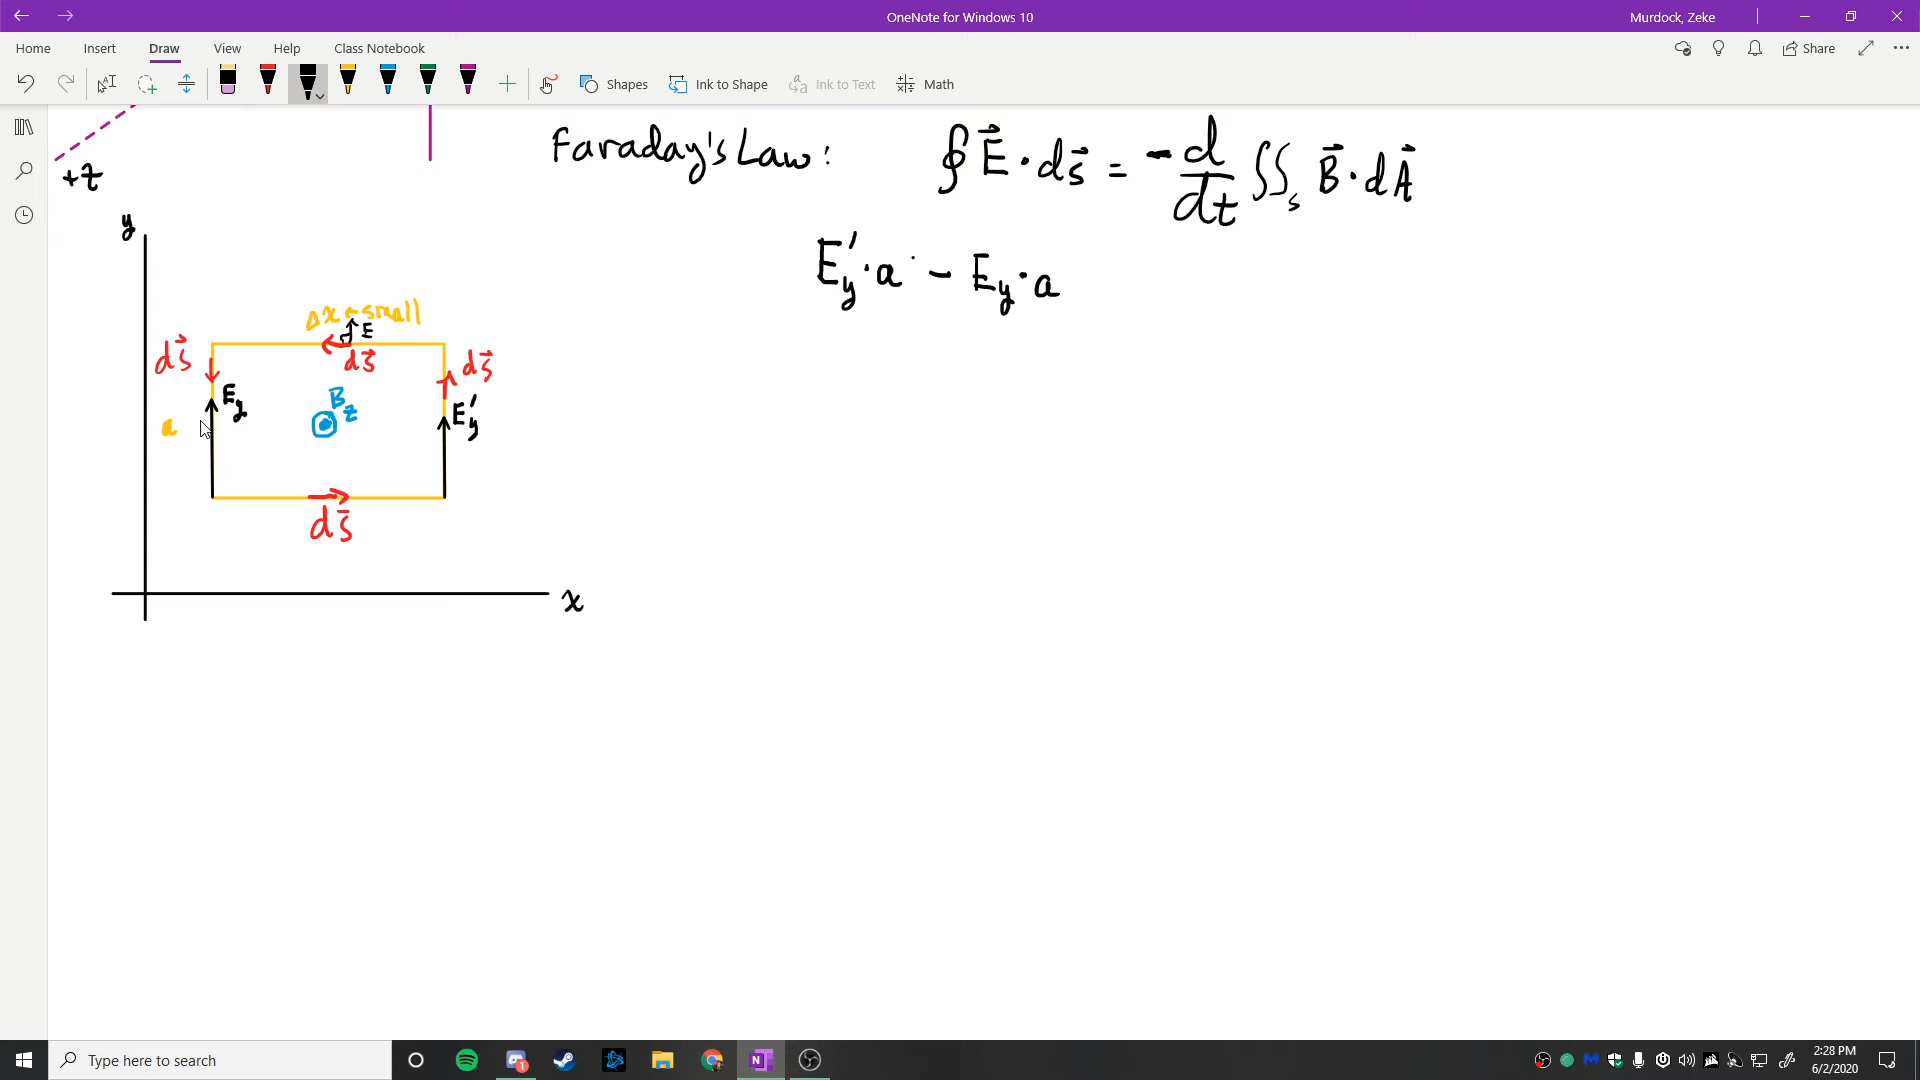 OneNote for Windows 10
Murdock, Zeke
Home Insert Draw View Help Class Notebook
Share
Shapes Ink to Shape Ink to Text Math
+z
Faraday's Law: ∮ E⃗ · ds⃗ = - d/dt ∬ₛ B⃗ · dA⃗
E'y · a - Ey · a
y
Δx ← small
E
ds⃗
ds⃗
ds⃗
Ey
Bz
E'y
a
ds⃗
x
Type here to search
2:28 PM
6/2/2020